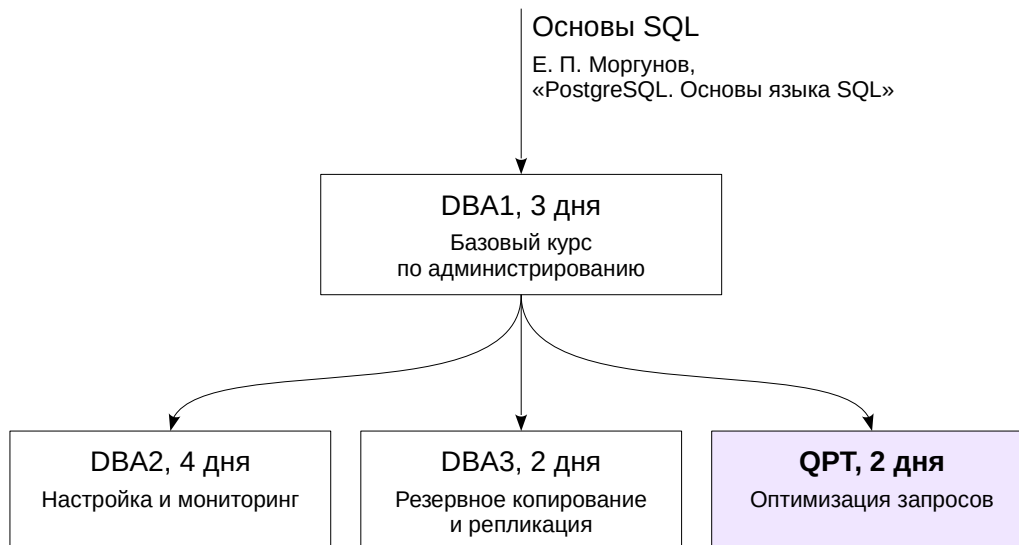 Основы SQL
Е. П. Моргунов,
«PostgreSQL. Основы языка SQL»
DBA1, 3 дня
Базовый курс
по администрированию
DBA2, 4 дня
Настройка и мониторинг
DBA3, 2 дня
Резервное копирование
и репликация
QPT, 2 дня
Оптимизация запросов